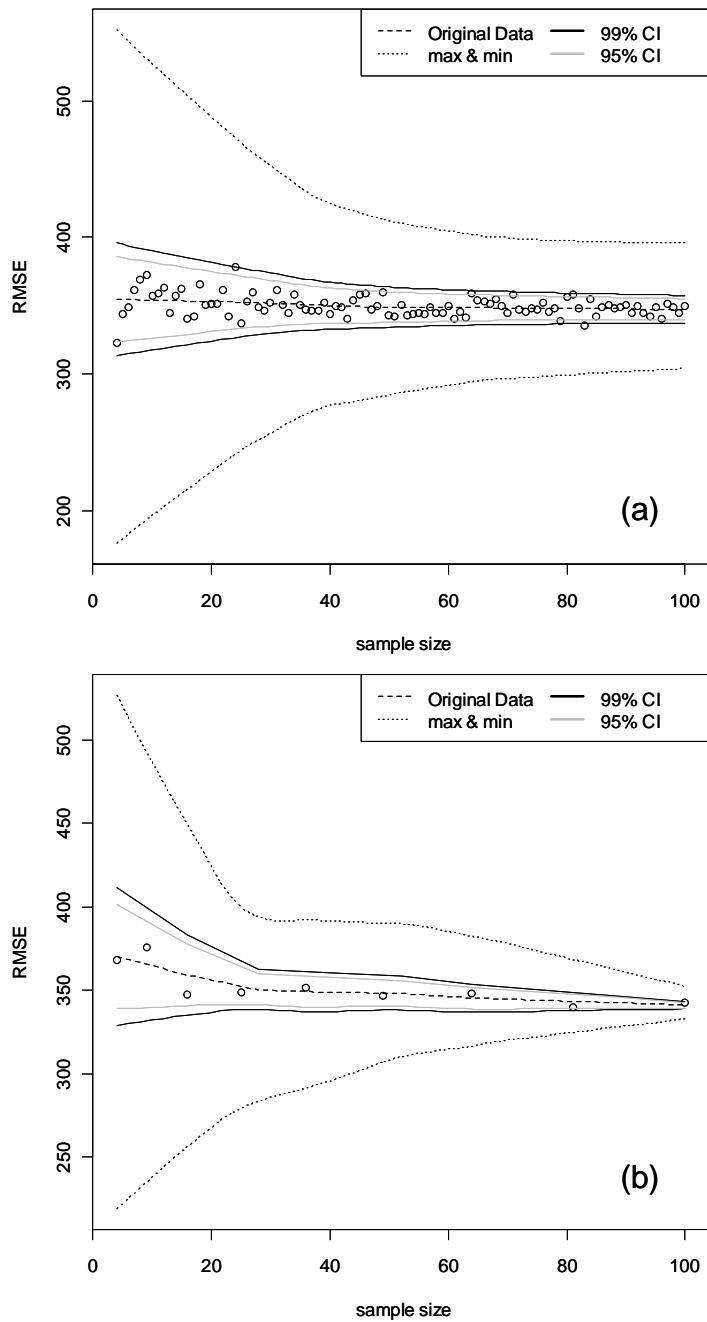 Original Data 99% CI
max & min 95% CI
500
400
300
200
RMSE
(a)
0 20 40 60 80 100
sample size
Original Data 99% CI
max & min 95% CI
500
450
400
350
300
250
RMSE
(b)
0 20 40 60 80 100
sample size